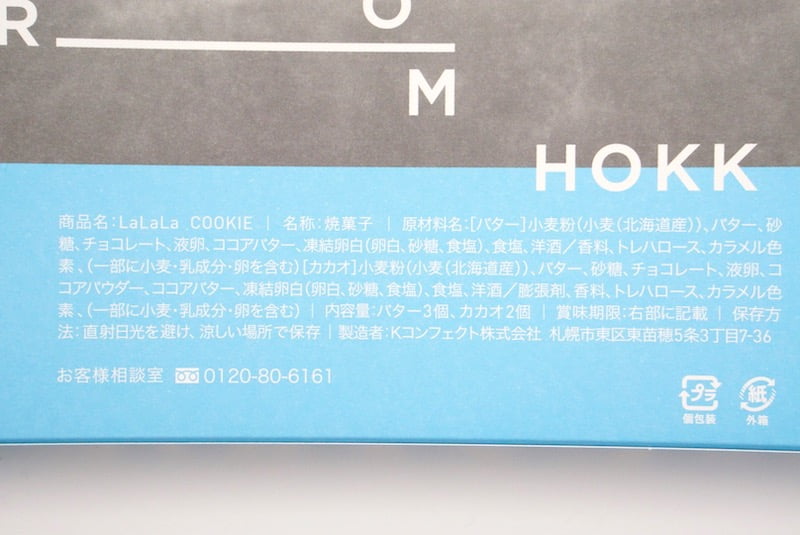 R
O
M
HOKK
商品名:LaLaLa COOKIE | 名称:焼菓子 | 原材料名:[バター]小麦粉(小麦(北海道産))、バター、砂
糖、チョコレート、液卵、ココアバター、凍結卵白(卵白、砂糖、食塩)、食塩、洋酒/香料、トレハロース、カラメル色
素、(一部に小麦・乳成分・卵を含む)[カカオ]小麦粉(小麦(北海道産))、バター、砂糖、チョコレート、液卵、コ
コアパウダー、ココアバター、凍結卵白(卵白、砂糖、食塩)、食塩、洋酒/膨張剤、香料、トレハロース、カラメル色
素、(一部に小麦・乳成分・卵を含む) | 内容量:バター3個、カカオ2個 | 賞味期限:右部に記載 | 保存方
法:直射日光を避け、涼しい場所で保存 | 製造者:Kコンフェクト株式会社 札幌市東区東苗穂5条3丁目7-36
お客様相談室 0120-80-6161
プラ
個包装
紙
外箱